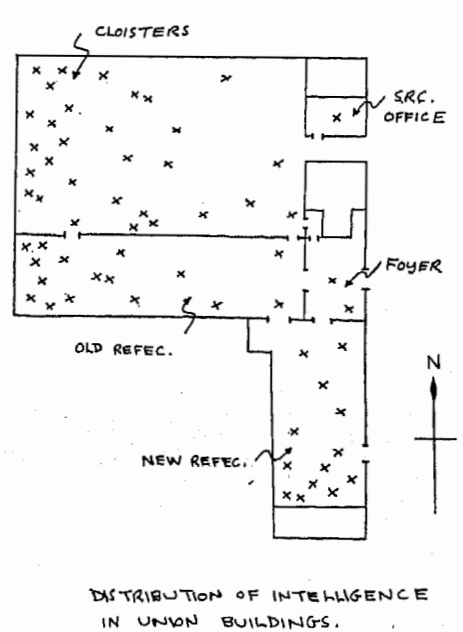 CLOISTERS
S.R.C.
OFFICE
FOYER
OLD REFEC.
N
NEW REFEC.
DISTRIBUTION OF INTELLIGENCE
IN UNION BUILDINGS.